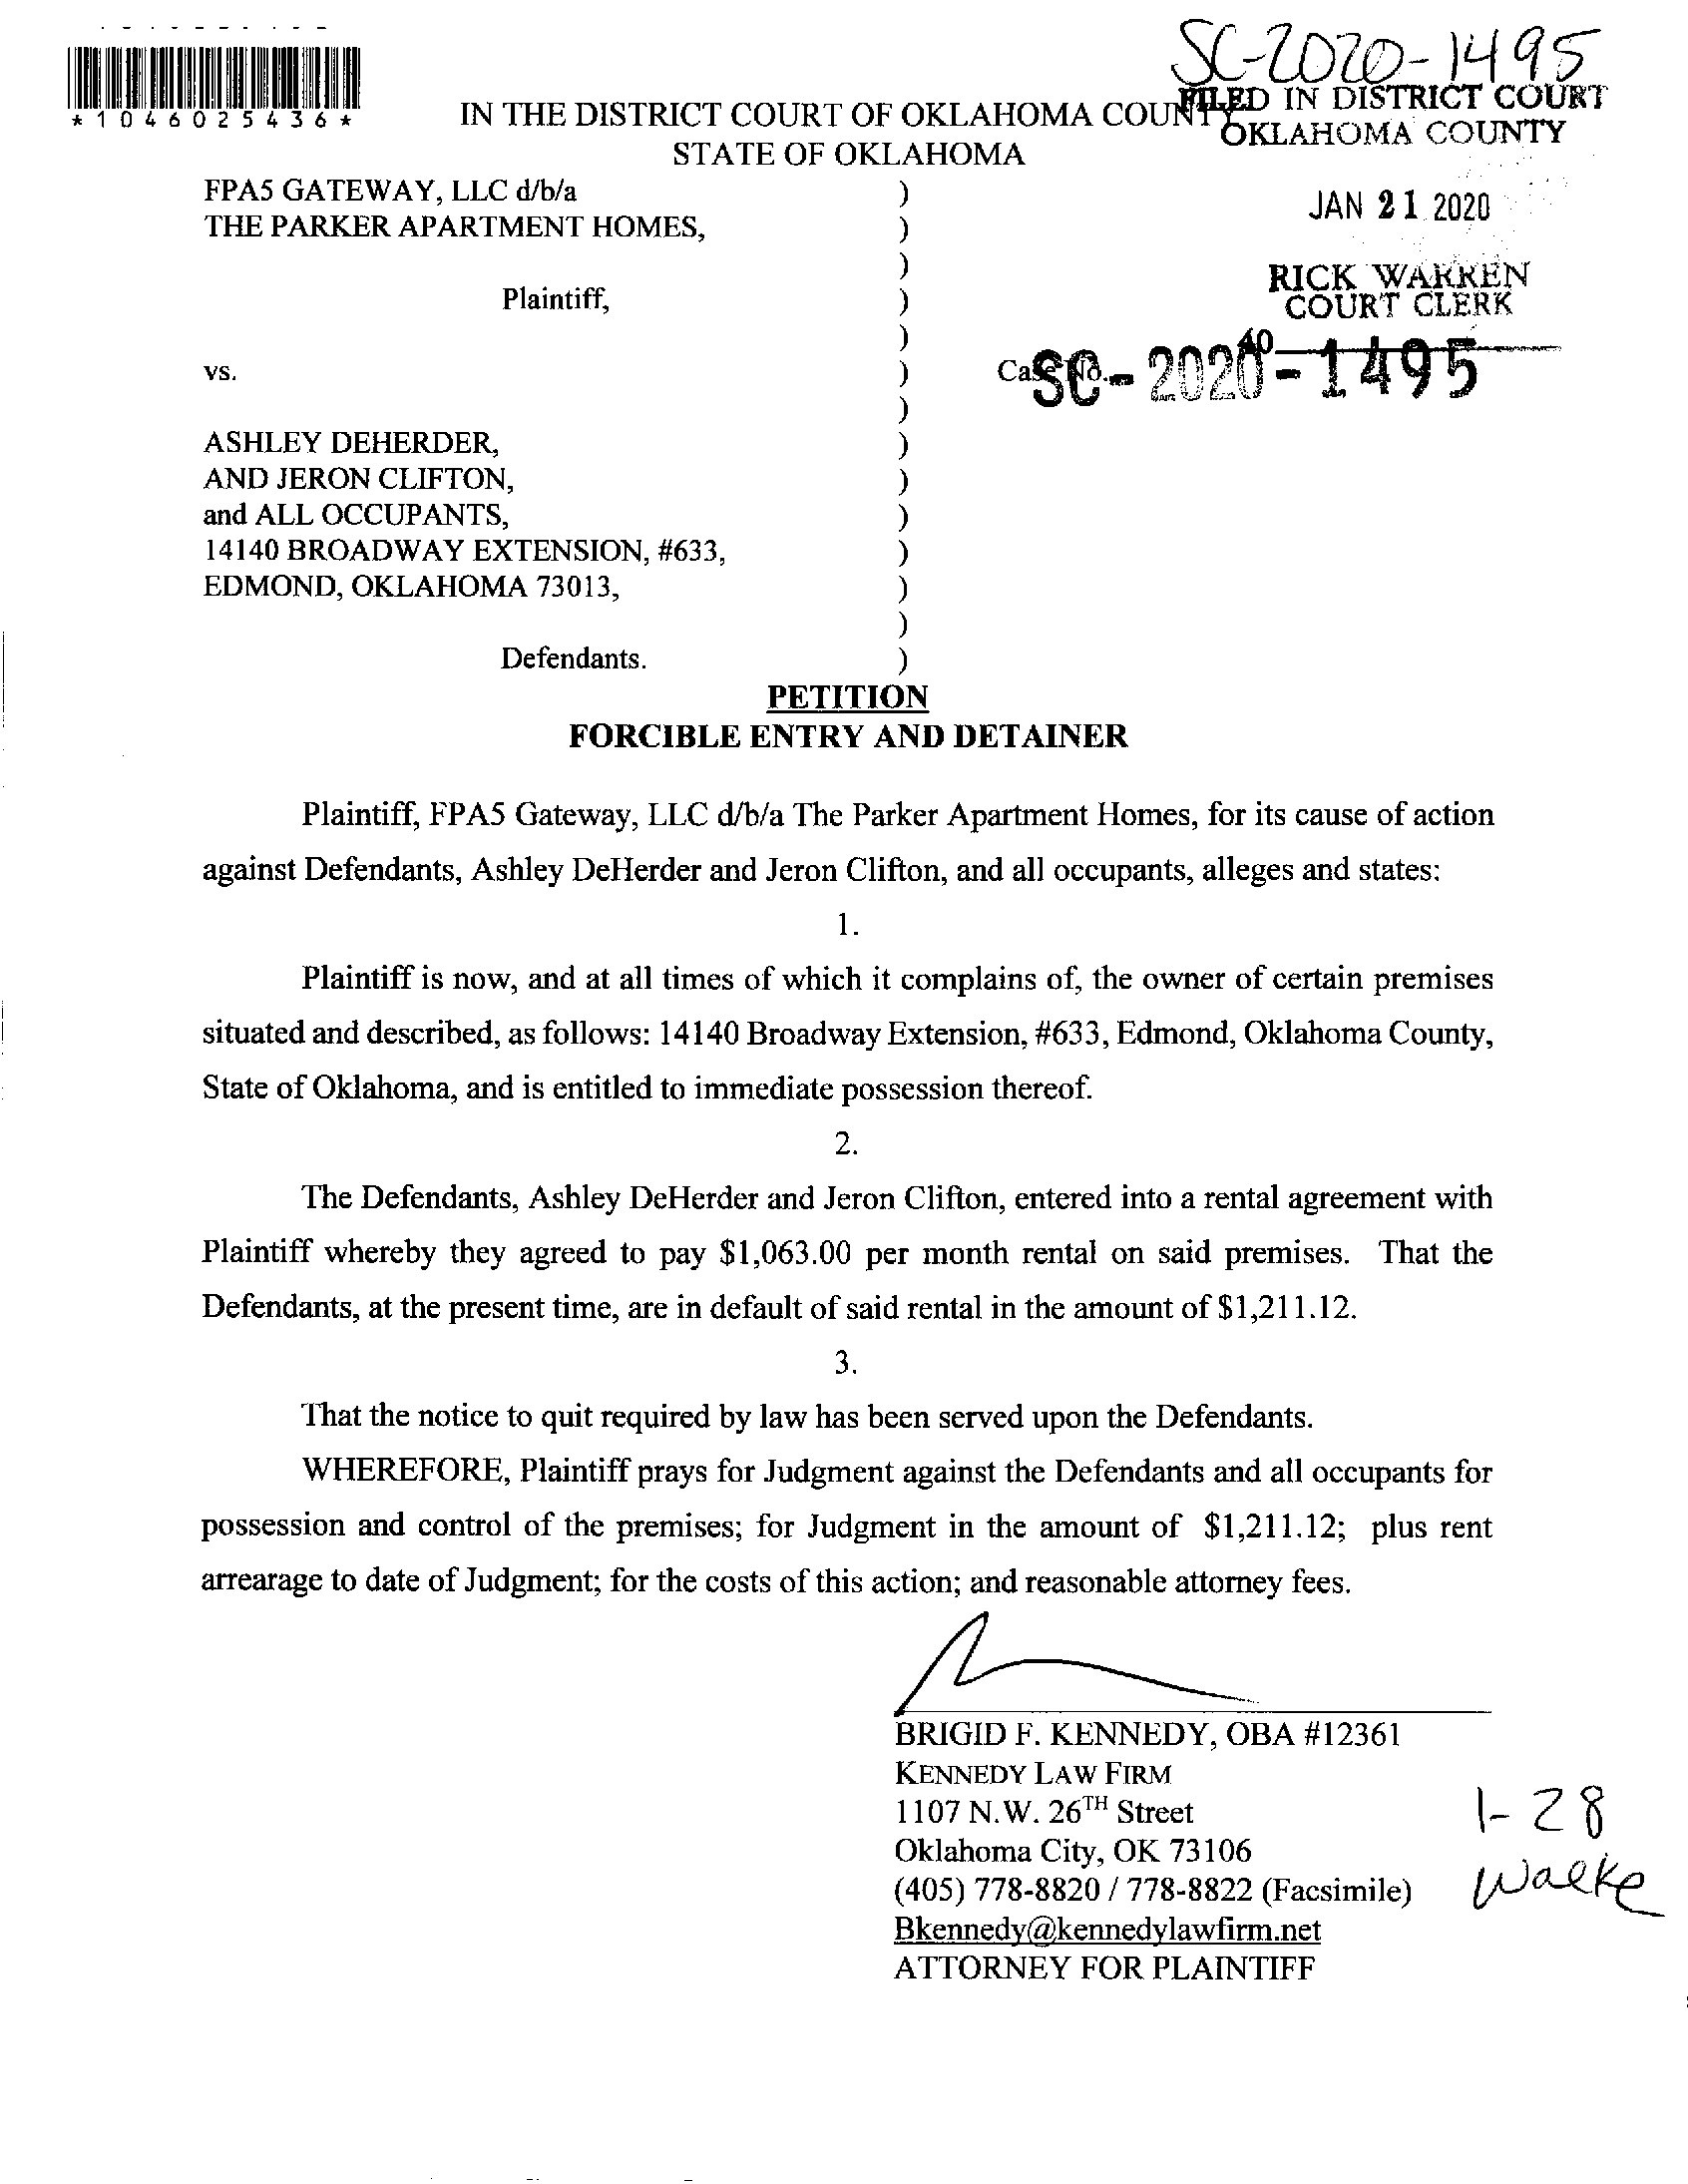 SC-2020-1495
*1046025436*
IN THE DISTRICT COURT OF OKLAHOMA COUNTY
FILED IN DISTRICT COURT
OKLAHOMA COUNTY
STATE OF OKLAHOMA
FPA5 GATEWAY, LLC d/b/a )
THE PARKER APARTMENT HOMES, )
JAN 21 2020
)
RICK WARREN
COURT CLERK
Plaintiff, )
)
40
vs. ) Case No. SC-2020-1495
)
ASHLEY DEHERDER, )
AND JERON CLIFTON, )
and ALL OCCUPANTS, )
14140 BROADWAY EXTENSION, #633, )
EDMOND, OKLAHOMA 73013, )
)
Defendants. )
PETITION
FORCIBLE ENTRY AND DETAINER
Plaintiff, FPA5 Gateway, LLC d/b/a The Parker Apartment Homes, for its cause of action
against Defendants, Ashley DeHerder and Jeron Clifton, and all occupants, alleges and states:
1.
Plaintiff is now, and at all times of which it complains of, the owner of certain premises
situated and described, as follows: 14140 Broadway Extension, #633, Edmond, Oklahoma County,
State of Oklahoma, and is entitled to immediate possession thereof.
2.
The Defendants, Ashley DeHerder and Jeron Clifton, entered into a rental agreement with
Plaintiff whereby they agreed to pay $1,063.00 per month rental on said premises. That the
Defendants, at the present time, are in default of said rental in the amount of $1,211.12.
3.
That the notice to quit required by law has been served upon the Defendants.
WHEREFORE, Plaintiff prays for Judgment against the Defendants and all occupants for
possession and control of the premises; for Judgment in the amount of $1,211.12; plus rent
arrearage to date of Judgment; for the costs of this action; and reasonable attorney fees.
BRIGID F. KENNEDY, OBA #12361
KENNEDY LAW FIRM
1107 N.W. 26TH Street
Oklahoma City, OK 73106
(405) 778-8820 / 778-8822 (Facsimile)
Bkennedy@kennedylawfirm.net
ATTORNEY FOR PLAINTIFF
1-28
Walke